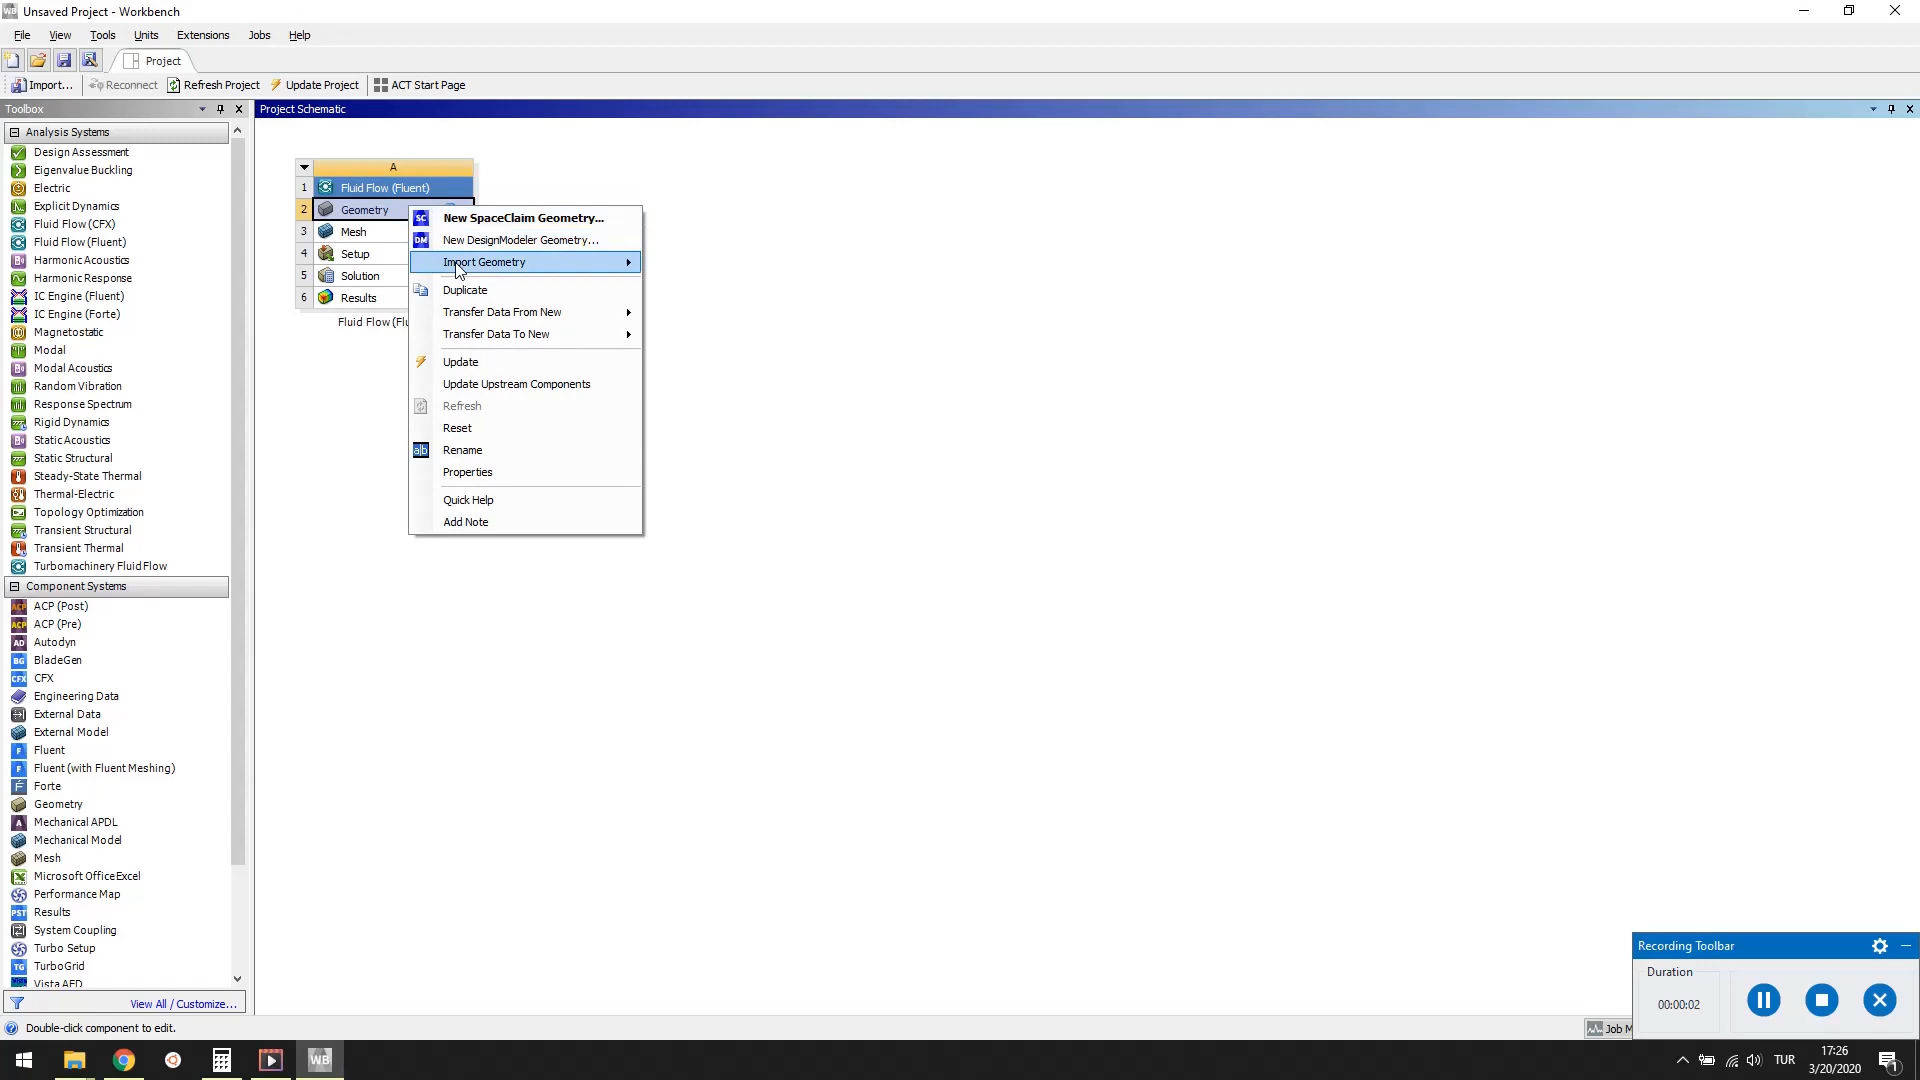 Unsaved Project - Workbench
File View Tools Units Extensions Jobs Help
Project
Import... Reconnect Refresh Project Update Project ACT Start Page
Toolbox
Analysis Systems
Design Assessment
Eigenvalue Buckling
Electric
Explicit Dynamics
Fluid Flow (CFX)
Fluid Flow (Fluent)
Harmonic Acoustics
Harmonic Response
IC Engine (Fluent)
IC Engine (Forte)
Magnetostatic
Modal
Modal Acoustics
Random Vibration
Response Spectrum
Rigid Dynamics
Static Acoustics
Static Structural
Steady-State Thermal
Thermal-Electric
Topology Optimization
Transient Structural
Transient Thermal
Turbomachinery Fluid Flow
Component Systems
ACP (Post)
ACP (Pre)
Autodyn
BladeGen
CFX
Engineering Data
External Data
External Model
Fluent
Fluent (with Fluent Meshing)
Forte
Geometry
Mechanical APDL
Mechanical Model
Mesh
Microsoft Office Excel
Performance Map
Results
System Coupling
Turbo Setup
TurboGrid
Vista AFD
View All / Customize...
Project Schematic
A
1 Fluid Flow (Fluent)
2 Geometry
3 Mesh
4 Setup
5 Solution
6 Results
Fluid Flow (Flu
New SpaceClaim Geometry...
New DesignModeler Geometry...
Import Geometry
Duplicate
Transfer Data From New
Transfer Data To New
Update
Update Upstream Components
Refresh
Reset
Rename
Properties
Quick Help
Add Note
Recording Toolbar
Duration
00:00:02
Double-click component to edit.
Job M
TUR
17:26
3/20/2020